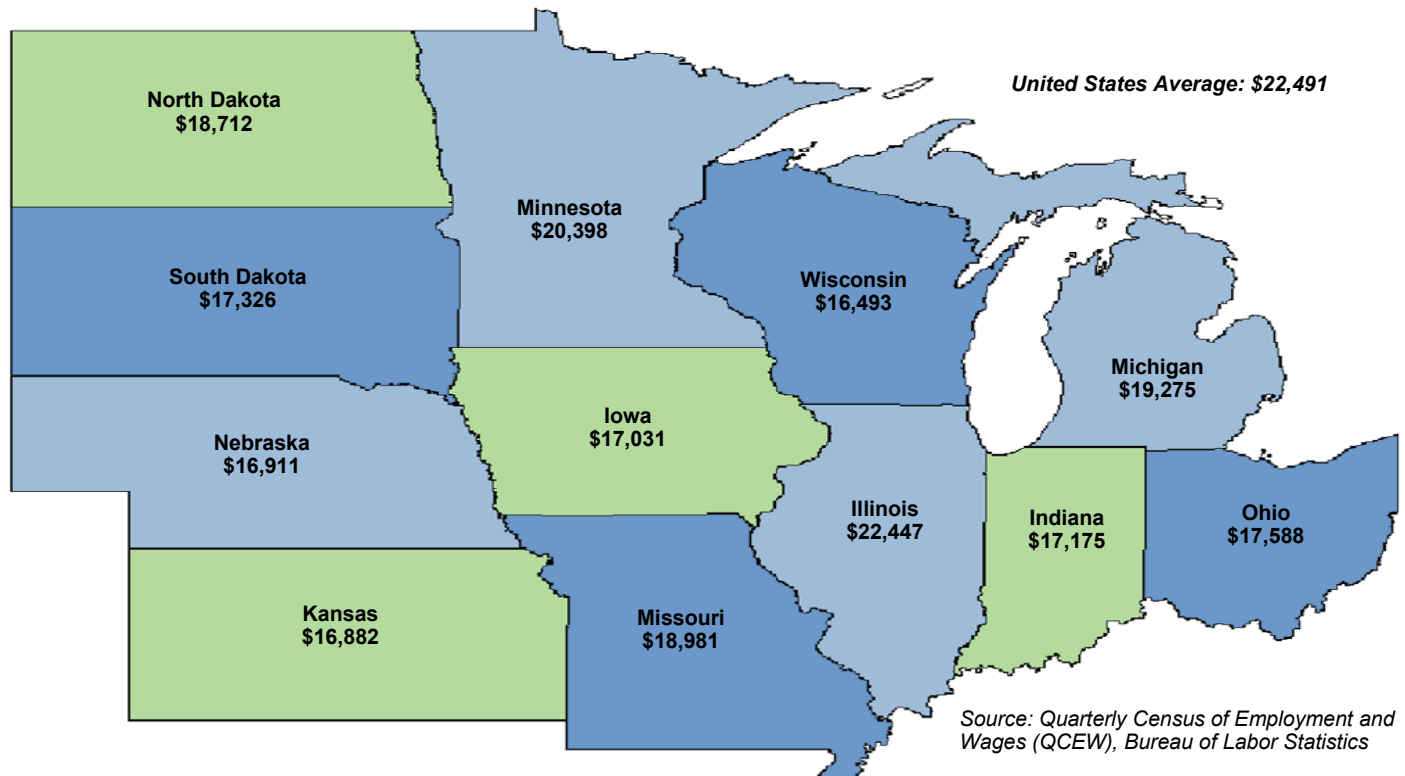 United States Average: $22,491
North Dakota
$18,712
Minnesota
$20,398
South Dakota
$17,326
Wisconsin
$16,493
Michigan
$19,275
Iowa
$17,031
Nebraska
$16,911
Illinois
$22,447
Indiana
$17,175
Ohio
$17,588
Kansas
$16,882
Missouri
$18,981
Source: Quarterly Census of Employment and
Wages (QCEW), Bureau of Labor Statistics